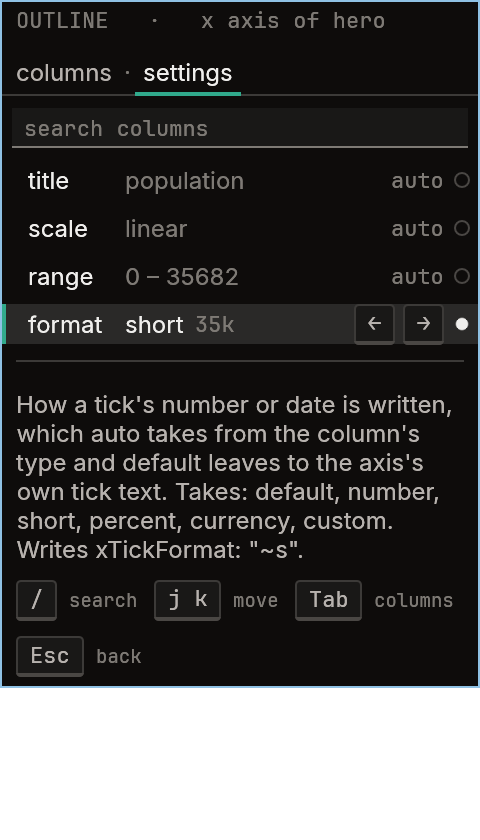 OUTLINE · x axis of hero
columns · settings
search columns
title population auto
scale linear auto
range 0 – 35682 auto
format short 35k ← →
How a tick's number or date is written,
which auto takes from the column's
type and default leaves to the axis's
own tick text. Takes: default, number,
short, percent, currency, custom.
Writes xTickFormat: "~s".
/ search j k move Tab columns
Esc back